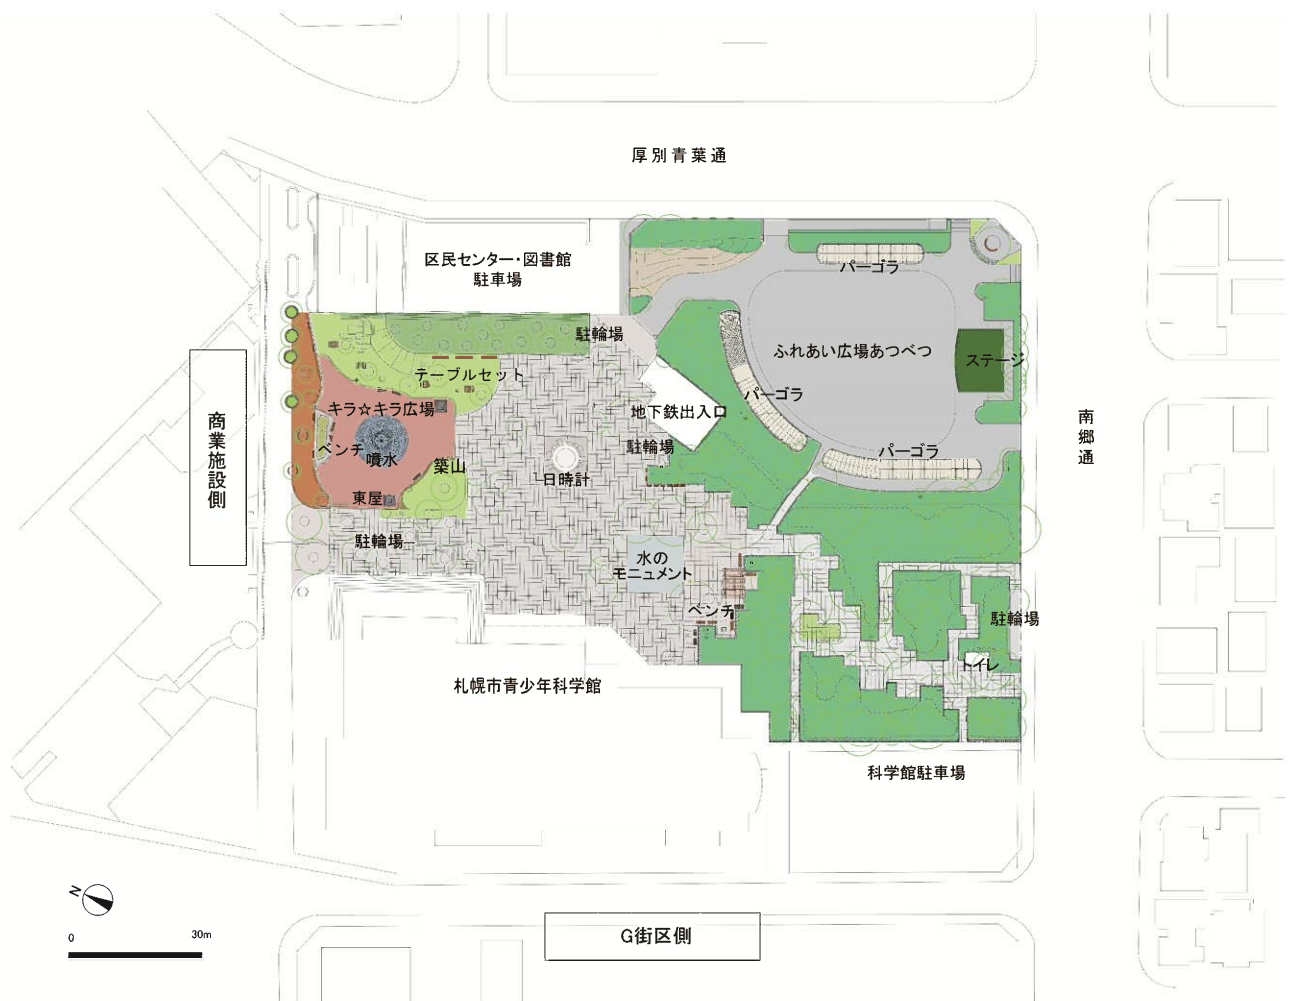 厚別青葉通
区民センター・図書館
駐車場
パーゴラ
駐輪場
ふれあい広場あつべつ
ステージ
テーブルセット
パーゴラ
キラ☆キラ広場
地下鉄出入口
商業施設側
南郷通
ベンチ
噴水
築山
日時計
駐輪場
パーゴラ
東屋
駐輪場
水の
モニュメント
ベンチ
駐輪場
トイレ
札幌市青少年科学館
科学館駐車場
N
0
30m
G街区側